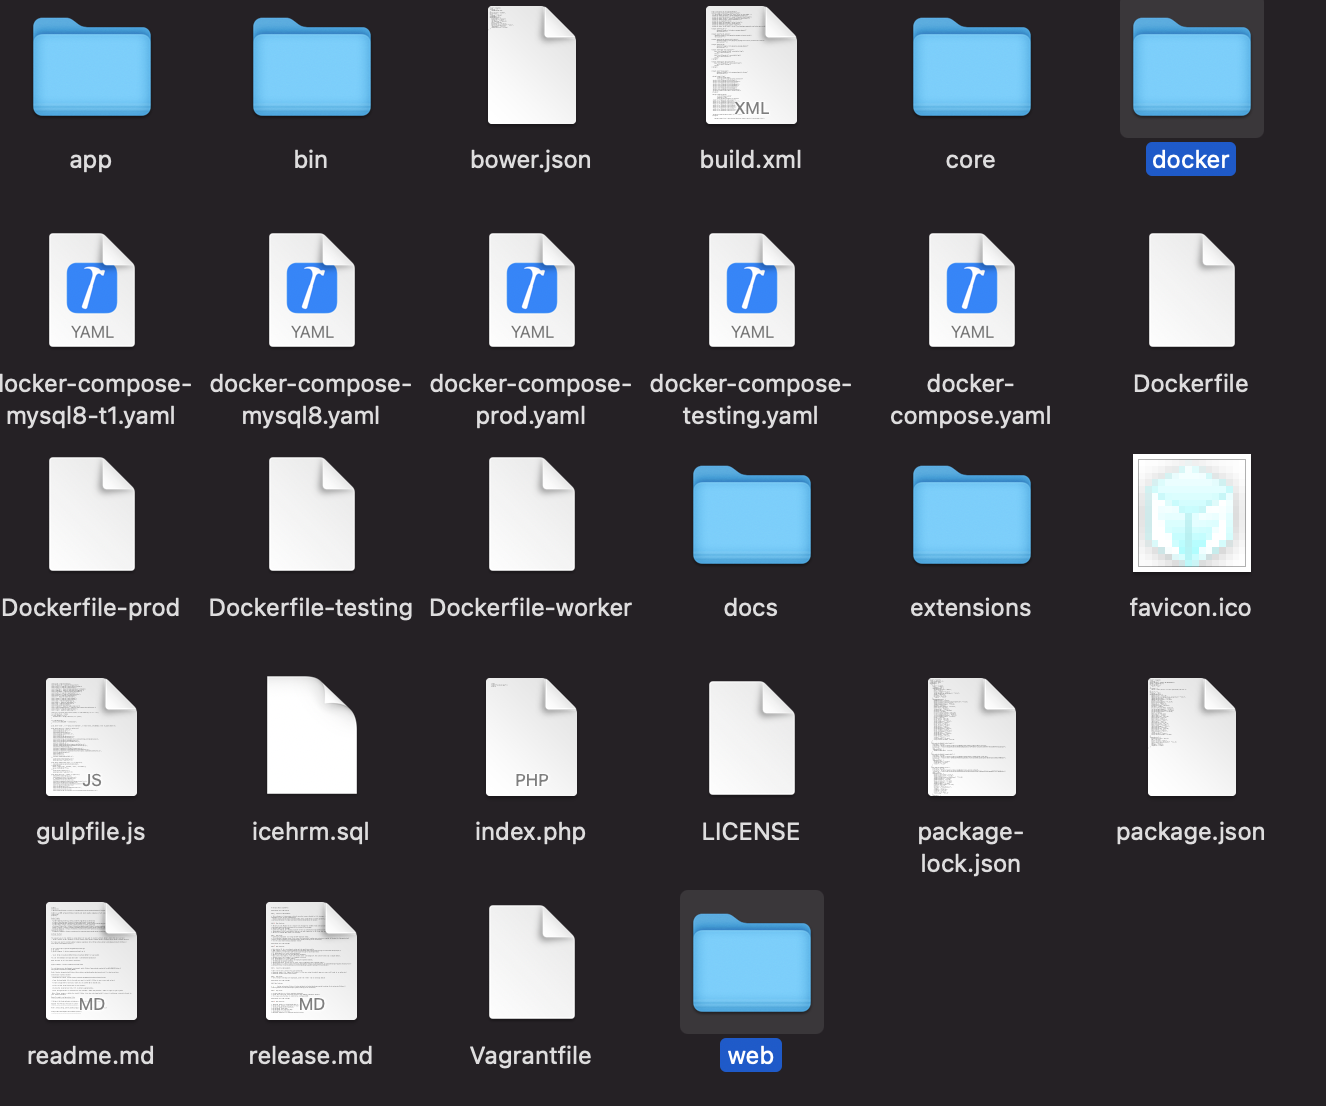 app
bin
bower.json
XML
build.xml
core
docker
YAML
YAML
YAML
YAML
YAML
docker-compose-
mysql8-t1.yaml
docker-compose-
mysql8.yaml
docker-compose-
prod.yaml
docker-compose-
testing.yaml
docker-
compose.yaml
Dockerfile
Dockerfile-prod
Dockerfile-testing
Dockerfile-worker
docs
extensions
favicon.ico
JS
gulpfile.js
icehrm.sql
PHP
index.php
LICENSE
package-
lock.json
package.json
MD
readme.md
MD
release.md
Vagrantfile
web